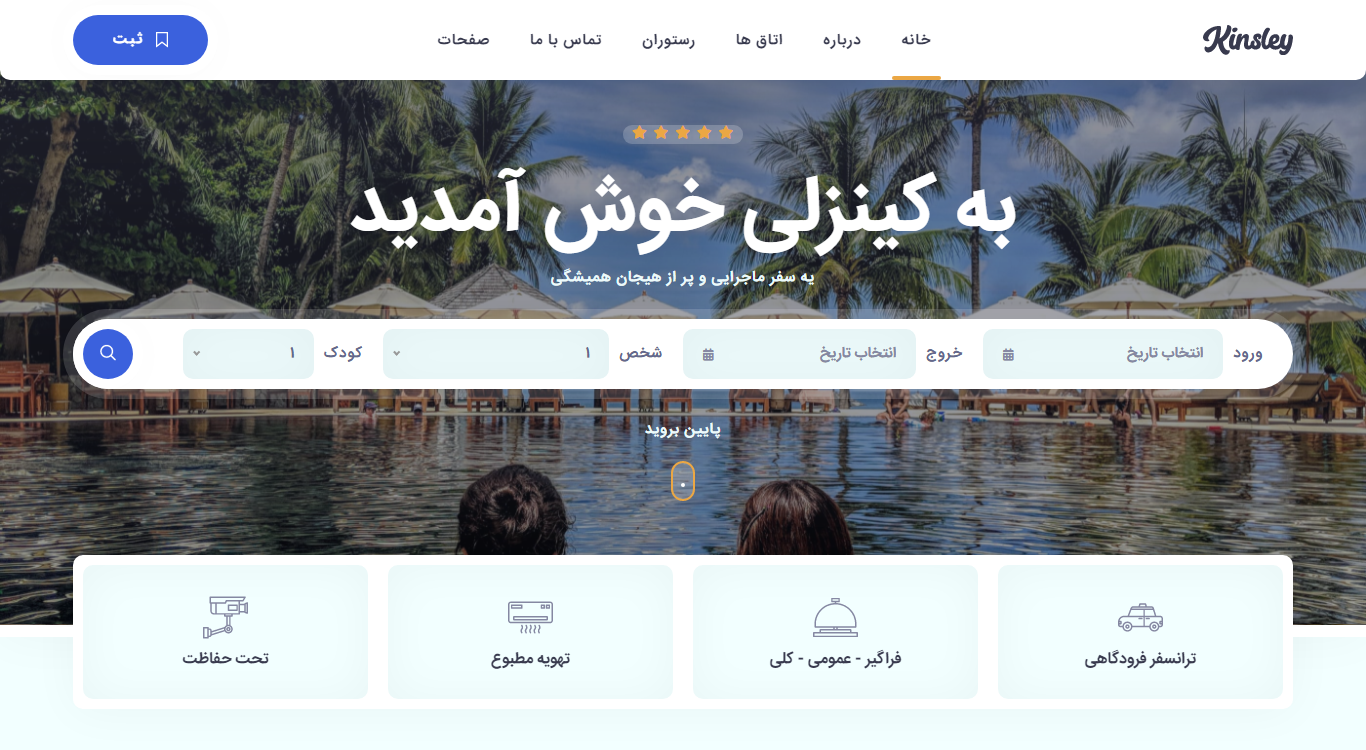 Kinsley
خانه
درباره
اتاق ها
رستوران
تماس با ما
صفحات
ثبت
به کینزلی خوش آمدید
یه سفر ماجرایی و پر از هیجان همیشگی
ورود
انتخاب تاریخ
خروج
انتخاب تاریخ
شخص
۱
کودک
۱
پایین بروید
ترانسفر فرودگاهی
فراگیر - عمومی - کلی
تهویه مطبوع
تحت حفاظت